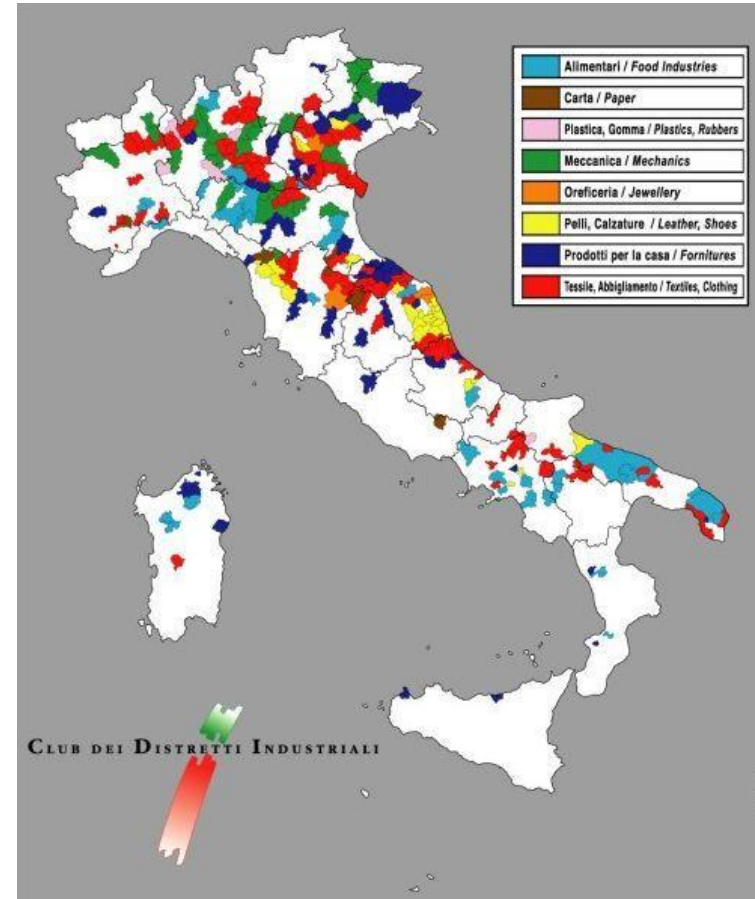 Alimentari / Food Industries
Carta / Paper
Plastica, Gomma / Plastics, Rubbers
Meccanica / Mechanics
Oreficeria / Jewellery
Pelli, Calzature / Leather, Shoes
Prodotti per la casa / Fornitures
Tessile, Abbigliamento / Textiles, Clothing
CLUB DEI DISTRETTI INDUSTRIALI